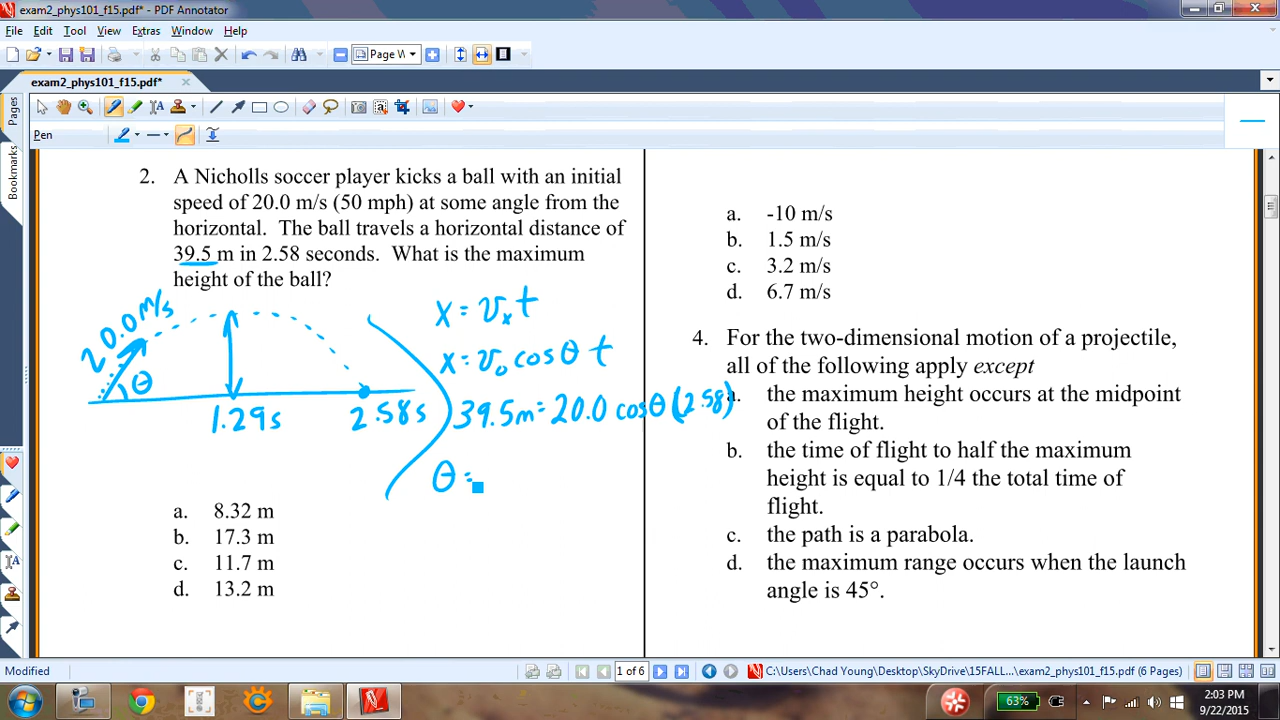 exam2_phys101_f15.pdf* - PDF Annotator
File Edit Tool View Extras Window Help
Page W
exam2_phys101_f15.pdf*
Pen
Pages
Bookmarks
2. A Nicholls soccer player kicks a ball with an initial
speed of 20.0 m/s (50 mph) at some angle from the
horizontal. The ball travels a horizontal distance of
39.5 m in 2.58 seconds. What is the maximum
height of the ball?
20.0 m/s
θ
1.29s
2.58s
x = vₓ t
x = v₀ cosθ t
39.5m = 20.0 cosθ (2.58)
θ =
a. 8.32 m
b. 17.3 m
c. 11.7 m
d. 13.2 m
a. -10 m/s
b. 1.5 m/s
c. 3.2 m/s
d. 6.7 m/s
4. For the two-dimensional motion of a projectile,
all of the following apply except
a. the maximum height occurs at the midpoint
of the flight.
b. the time of flight to half the maximum
height is equal to 1/4 the total time of
flight.
c. the path is a parabola.
d. the maximum range occurs when the launch
angle is 45°.
Modified
1 of 6
C:\Users\Chad Young\Desktop\SkyDrive\15FALL...\exam2_phys101_f15.pdf (6 Pages)
63%
2:03 PM
9/22/2015